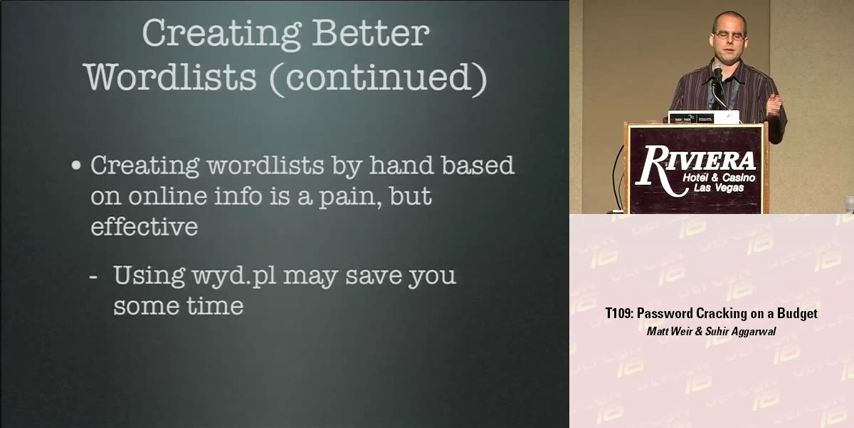 Creating Better
Wordlists (continued)
• Creating wordlists by hand based
on online info is a pain, but
effective
- Using wyd.pl may save you
some time
RIVIERA
Hotel & Casino
Las Vegas
T109: Password Cracking on a Budget
Matt Weir & Suhir Aggarwal